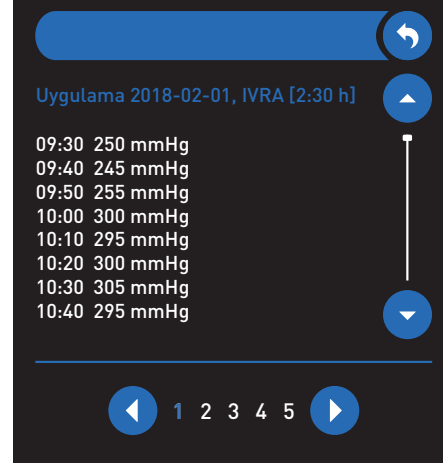 Uygulama 2018-02-01, IVRA [2:30 h]
09:30 250 mmHg
09:40 245 mmHg
09:50 255 mmHg
10:00 300 mmHg
10:10 295 mmHg
10:20 300 mmHg
10:30 305 mmHg
10:40 295 mmHg
1 2 3 4 5